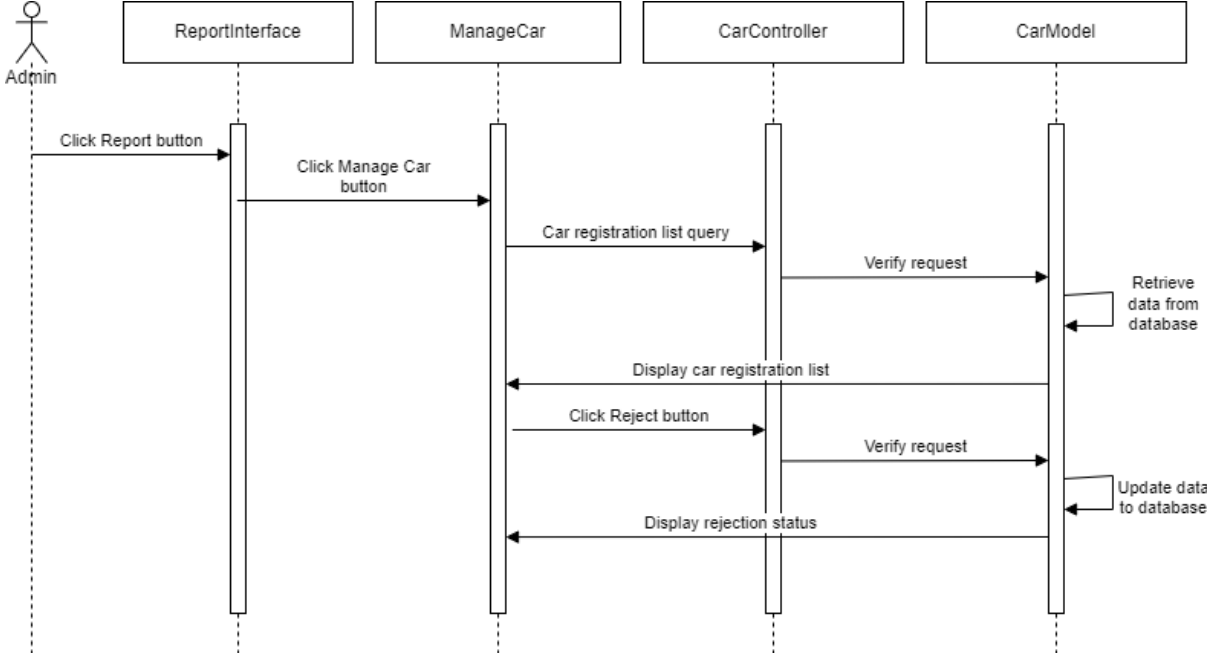 ReportInterface
ManageCar
CarController
CarModel
Admin
Click Report button
Click Manage Car
button
Car registration list query
Verify request
Retrieve
data from
database
Display car registration list
Click Reject button
Verify request
Update data
to database
Display rejection status